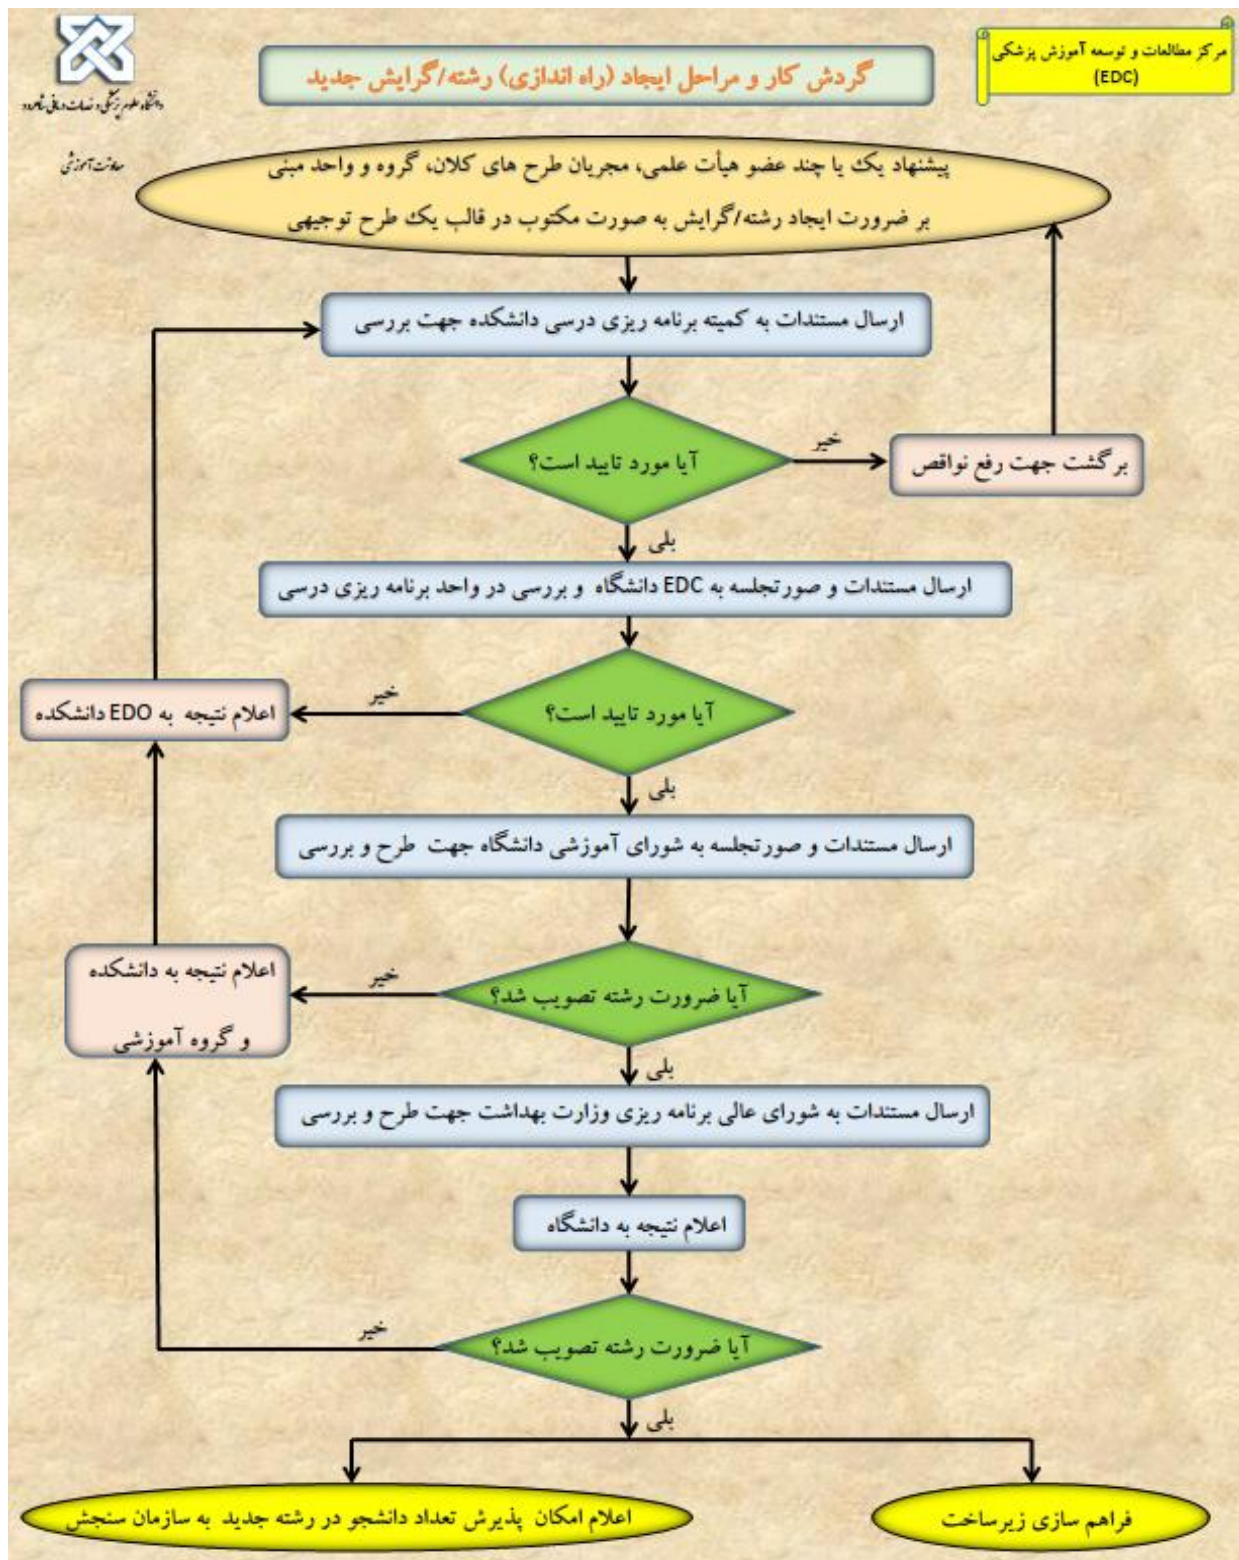 مرکز مطالعات و توسعه آموزش پزشکی
(EDC)
گردش کار و مراحل ایجاد (راه اندازی) رشته/گرایش جدید
دانشگاه علوم پزشکی و خدمات درمانی شاهرود
معاونت آموزشی
پیشنهاد یک یا چند عضو هیأت علمی، مجریان طرح های کلان، گروه و واحد مبنی
بر ضرورت ایجاد رشته/گرایش به صورت مکتوب در قالب یک طرح توجیهی
ارسال مستندات به کمیته برنامه ریزی درسی دانشکده جهت بررسی
آیا مورد تایید است؟
خیر
برگشت جهت رفع نواقص
بلی
ارسال مستندات و صورتجلسه به EDC دانشگاه و بررسی در واحد برنامه ریزی درسی
آیا مورد تایید است؟
خیر
اعلام نتیجه به EDO دانشکده
بلی
ارسال مستندات و صورتجلسه به شورای آموزشی دانشگاه جهت طرح و بررسی
آیا ضرورت رشته تصویب شد؟
خیر
اعلام نتیجه به دانشکده
و گروه آموزشی
بلی
ارسال مستندات به شورای عالی برنامه ریزی وزارت بهداشت جهت طرح و بررسی
اعلام نتیجه به دانشگاه
آیا ضرورت رشته تصویب شد؟
خیر
بلی
فراهم سازی زیرساخت
اعلام امکان پذیرش تعداد دانشجو در رشته جدید به سازمان سنجش